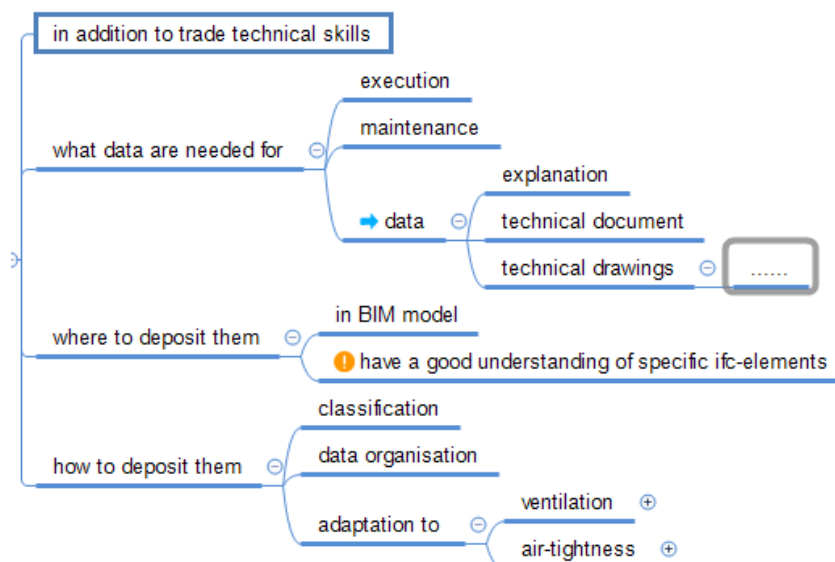 in addition to trade technical skills
what data are needed for
execution
maintenance
data
explanation
technical document
technical drawings
......
where to deposit them
in BIM model
have a good understanding of specific ifc-elements
how to deposit them
classification
data organisation
adaptation to
ventilation
air-tightness